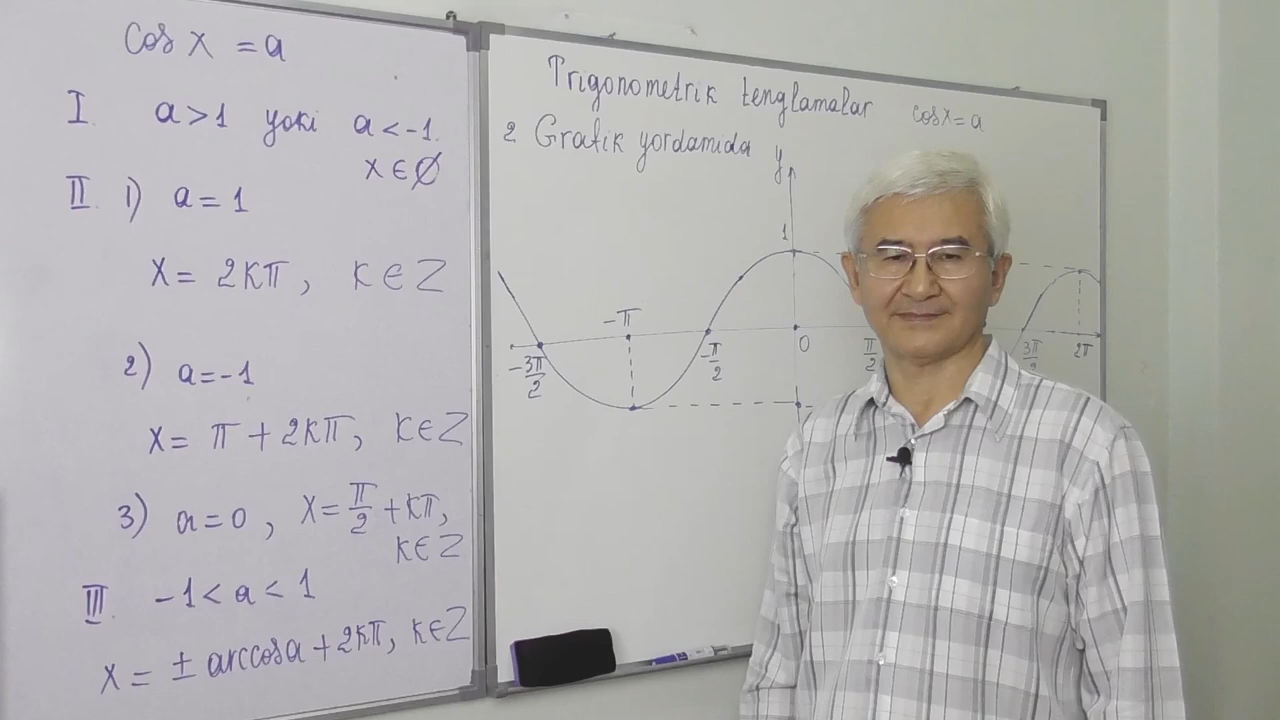 cos x = a
I. a > 1 yoki a < -1.
x ∈ ∅
II. 1) a = 1
x = 2kπ, k ∈ Z
2) a = -1
x = π + 2kπ, k ∈ Z
3) a = 0, x = π/2 + kπ,
k ∈ Z
III. -1 < a < 1
x = ± arccos a + 2kπ, k ∈ Z
Trigonometrik tenglamalar cos x = a
2 Grafik yordamida
y
1
-π
0
-3π/2
-π/2
π/2
3π/2
2π